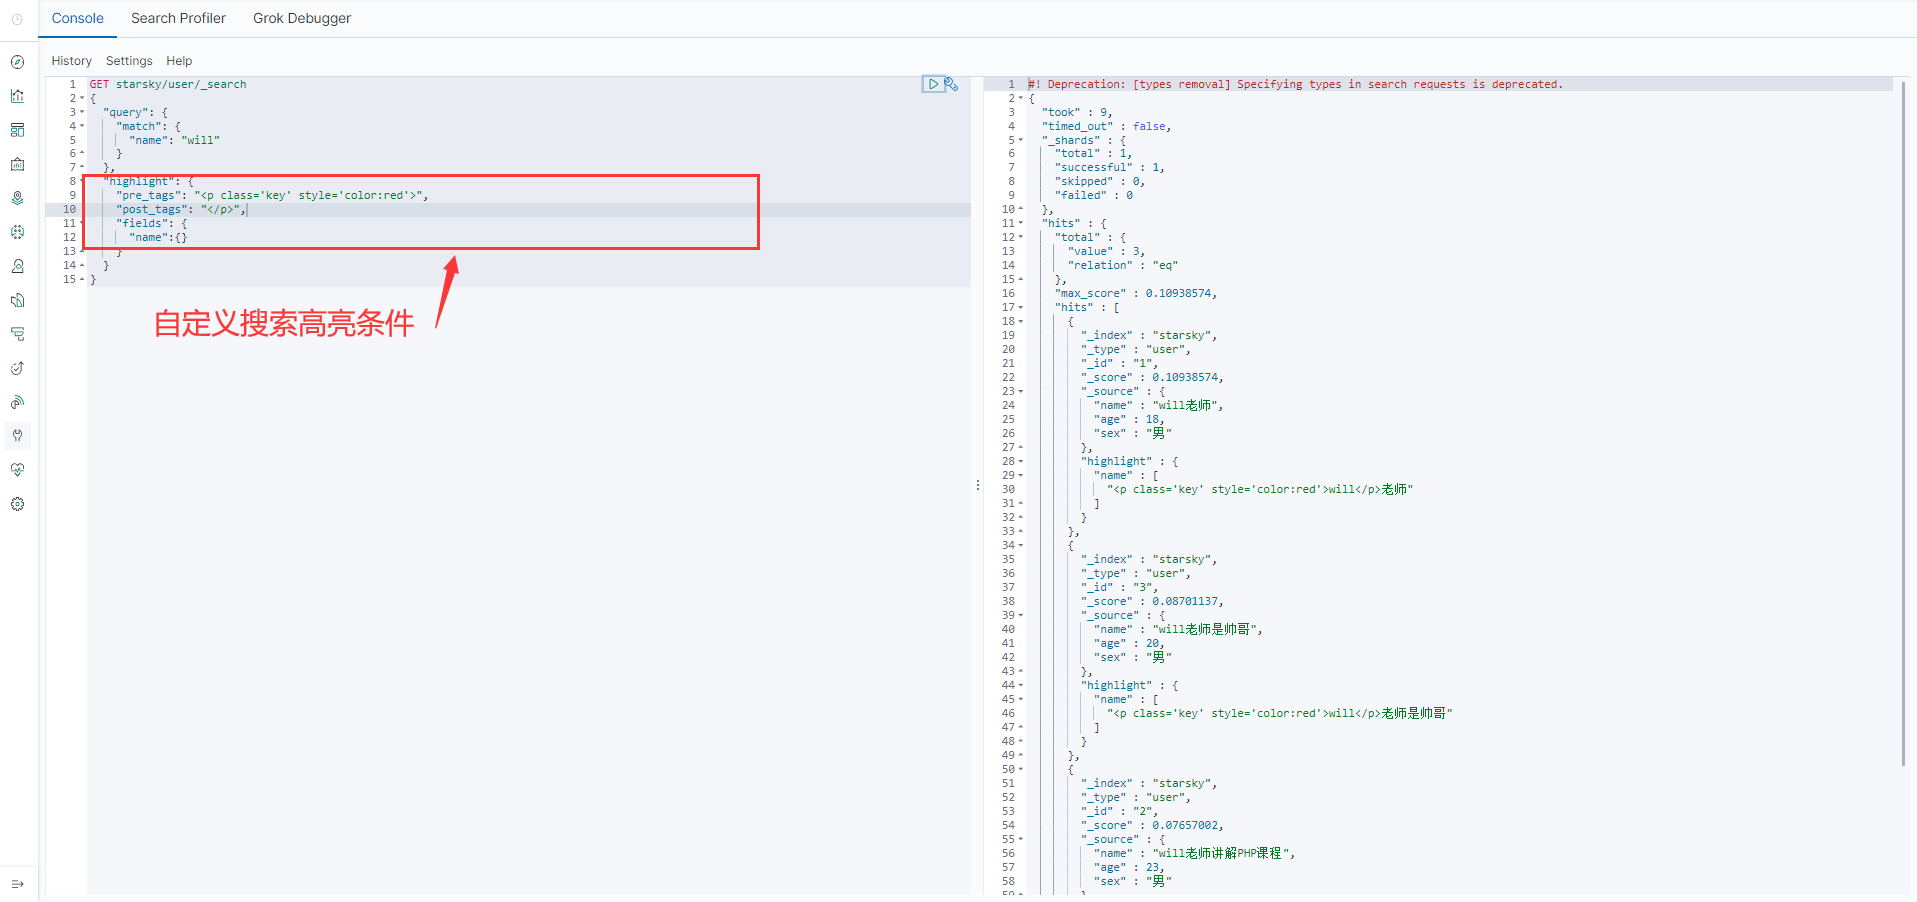 Console Search Profiler Grok Debugger
History Settings Help
1 GET starsky/user/_search
2 {
3 "query": {
4 "match": {
5 "name": "will"
6 }
7 },
8 "highlight": {
9 "pre_tags": "<p class='key' style='color:red'>",
10 "post_tags": "</p>",
11 "fields": {
12 "name":{}
13 }
14 }
15 }
自定义搜索高亮条件
1 #! Deprecation: [types removal] Specifying types in search requests is deprecated.
2 {
3 "took" : 9,
4 "timed_out" : false,
5 "_shards" : {
6 "total" : 1,
7 "successful" : 1,
8 "skipped" : 0,
9 "failed" : 0
10 },
11 "hits" : {
12 "total" : {
13 "value" : 3,
14 "relation" : "eq"
15 },
16 "max_score" : 0.10938574,
17 "hits" : [
18 {
19 "_index" : "starsky",
20 "_type" : "user",
21 "_id" : "1",
22 "_score" : 0.10938574,
23 "_source" : {
24 "name" : "will老师",
25 "age" : 18,
26 "sex" : "男"
27 },
28 "highlight" : {
29 "name" : [
30 "<p class='key' style='color:red'>will</p>老师"
31 ]
32 }
33 },
34 {
35 "_index" : "starsky",
36 "_type" : "user",
37 "_id" : "3",
38 "_score" : 0.08701137,
39 "_source" : {
40 "name" : "will老师是帅哥",
41 "age" : 20,
42 "sex" : "男"
43 },
44 "highlight" : {
45 "name" : [
46 "<p class='key' style='color:red'>will</p>老师是帅哥"
47 ]
48 }
49 },
50 {
51 "_index" : "starsky",
52 "_type" : "user",
53 "_id" : "2",
54 "_score" : 0.07657002,
55 "_source" : {
56 "name" : "will老师讲解PHP课程",
57 "age" : 23,
58 "sex" : "男"